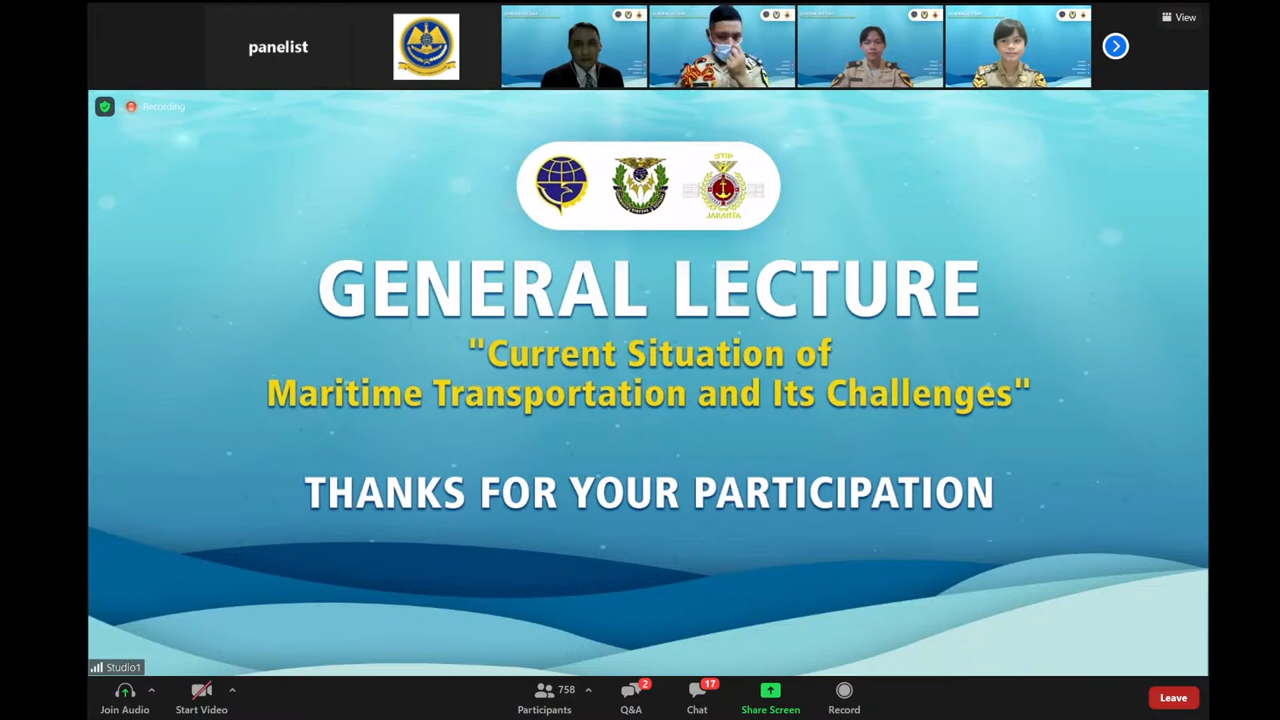 panelist
View
Recording
STIP
JAKARTA
GENERAL LECTURE
"Current Situation of
Maritime Transportation and Its Challenges"
THANKS FOR YOUR PARTICIPATION
Studio1
Join Audio
Start Video
758
Participants
2
Q&A
17
Chat
Share Screen
Record
Leave